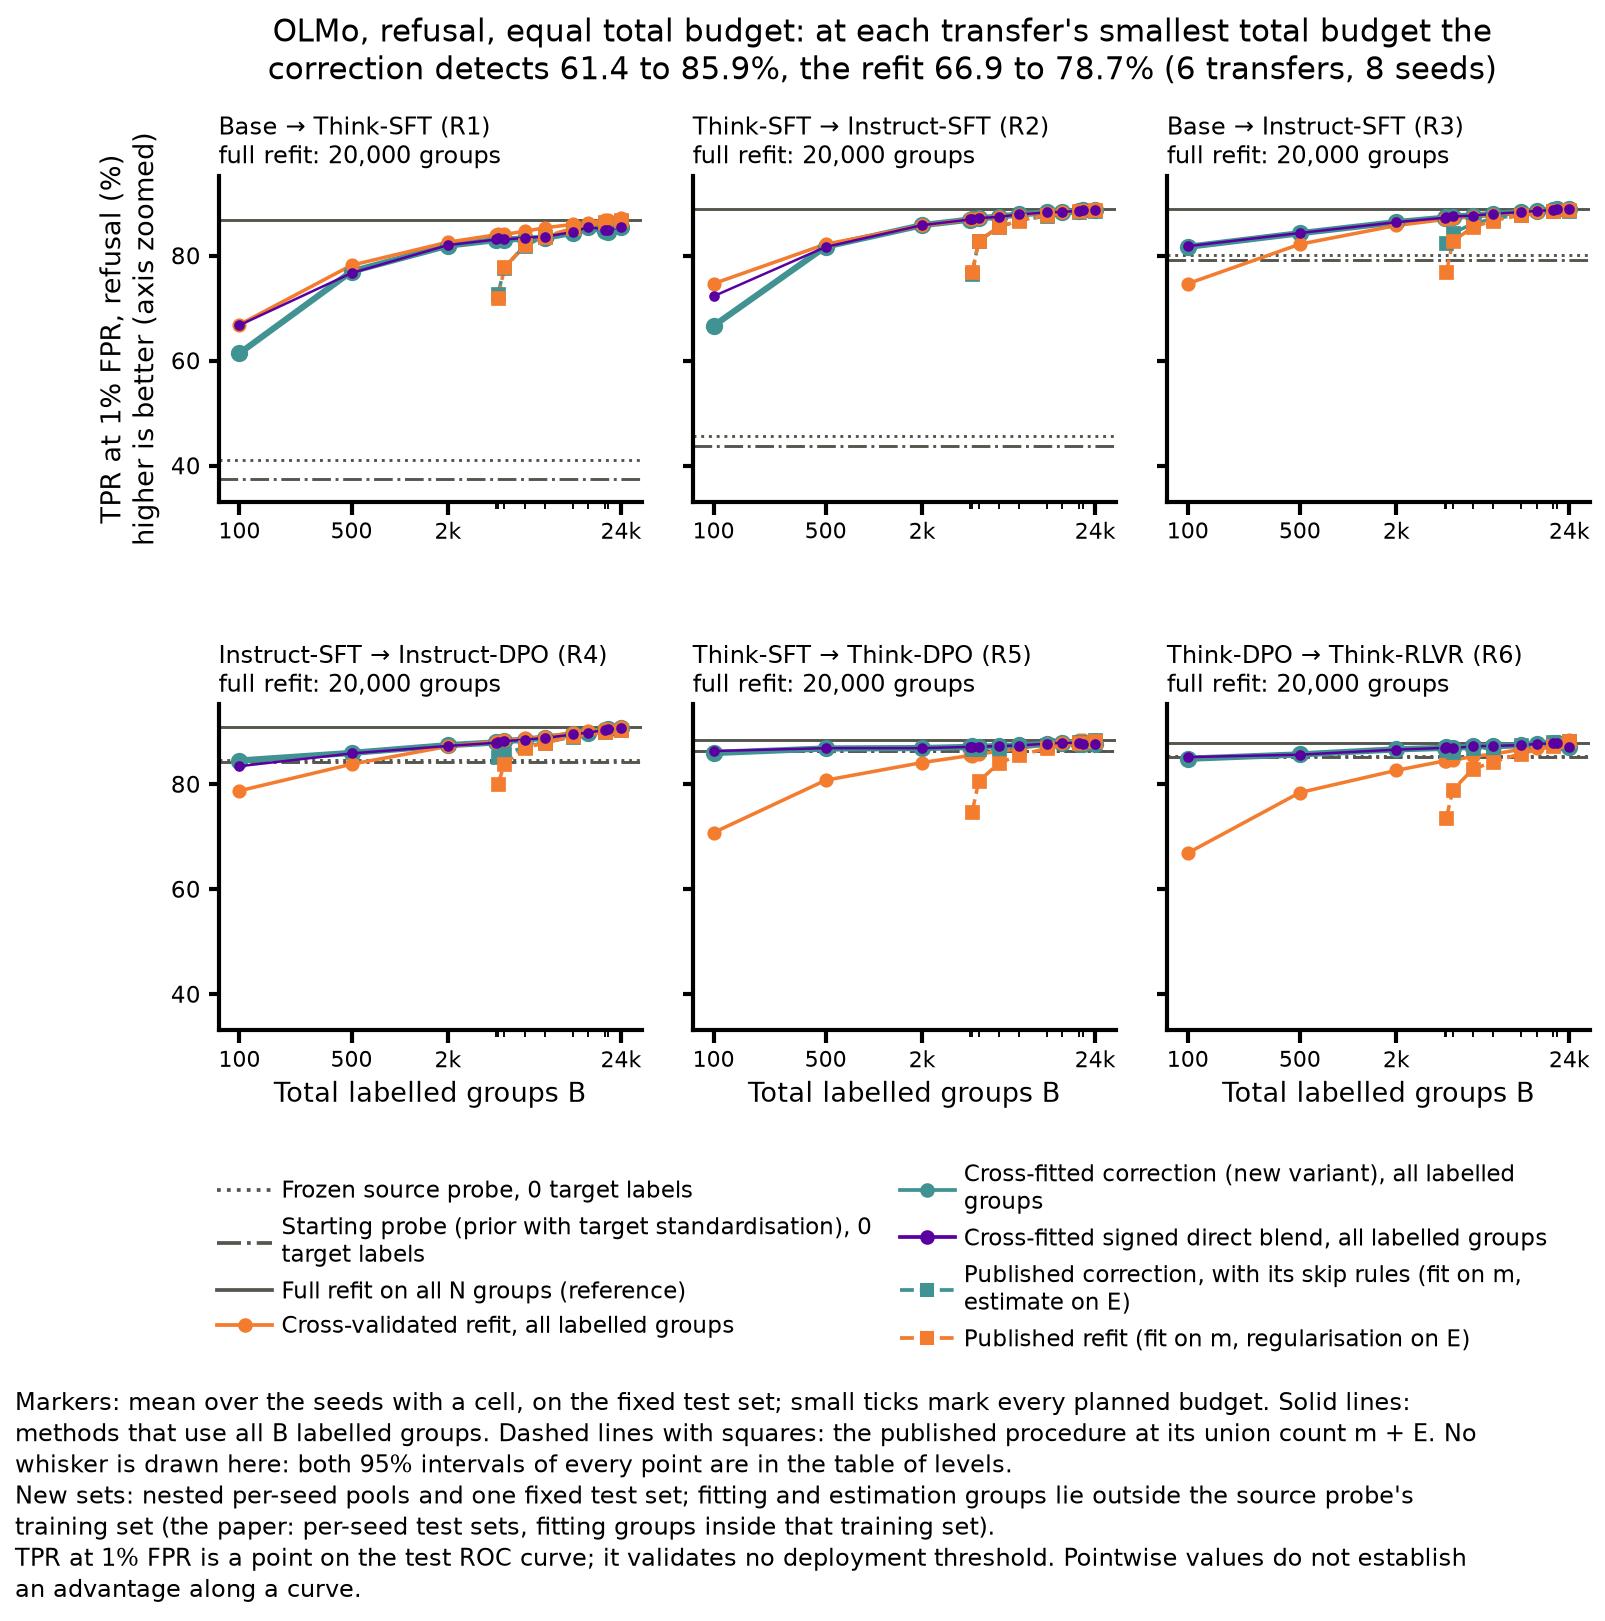 OLMo, refusal, equal total budget: at each transfer's smallest total budget the
correction detects 61.4 to 85.9%, the refit 66.9 to 78.7% (6 transfers, 8 seeds)
Base → Think-SFT (R1)
full refit: 20,000 groups
Think-SFT → Instruct-SFT (R2)
full refit: 20,000 groups
Base → Instruct-SFT (R3)
full refit: 20,000 groups
TPR at 1% FPR, refusal (%)
higher is better (axis zoomed)
80
60
40
100 500 2k 24k
100 500 2k 24k
100 500 2k 24k
Instruct-SFT → Instruct-DPO (R4)
full refit: 20,000 groups
Think-SFT → Think-DPO (R5)
full refit: 20,000 groups
Think-DPO → Think-RLVR (R6)
full refit: 20,000 groups
80
60
40
100 500 2k 24k
100 500 2k 24k
100 500 2k 24k
Total labelled groups B
Total labelled groups B
Total labelled groups B
Frozen source probe, 0 target labels
Starting probe (prior with target standardisation), 0
target labels
Full refit on all N groups (reference)
Cross-validated refit, all labelled groups
Cross-fitted correction (new variant), all labelled
groups
Cross-fitted signed direct blend, all labelled groups
Published correction, with its skip rules (fit on m,
estimate on E)
Published refit (fit on m, regularisation on E)
Markers: mean over the seeds with a cell, on the fixed test set; small ticks mark every planned budget. Solid lines:
methods that use all B labelled groups. Dashed lines with squares: the published procedure at its union count m + E. No
whisker is drawn here: both 95% intervals of every point are in the table of levels.
New sets: nested per-seed pools and one fixed test set; fitting and estimation groups lie outside the source probe's
training set (the paper: per-seed test sets, fitting groups inside that training set).
TPR at 1% FPR is a point on the test ROC curve; it validates no deployment threshold. Pointwise values do not establish
an advantage along a curve.